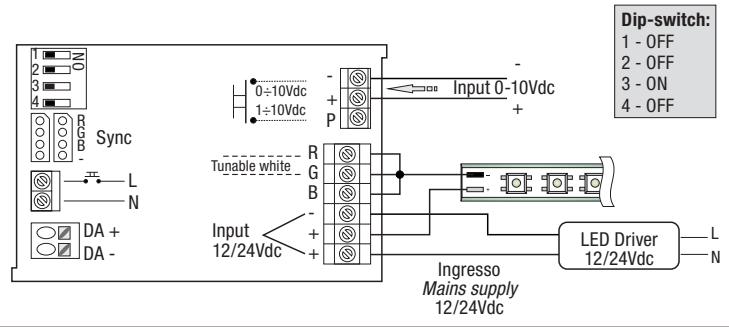 Dip-switch:
1 - OFF
2 - OFF
3 - ON
4 - OFF
1
2
3
4
ON
R
G
B
-
Sync
L
N
DA +
DA -
0÷10Vdc
1÷10Vdc
-
+
P
-
Input 0-10Vdc
+
Tunable white
R
G
B
-
+
+
Input
12/24Vdc
-
+
LED Driver
12/24Vdc
L
N
Ingresso
Mains supply
12/24Vdc